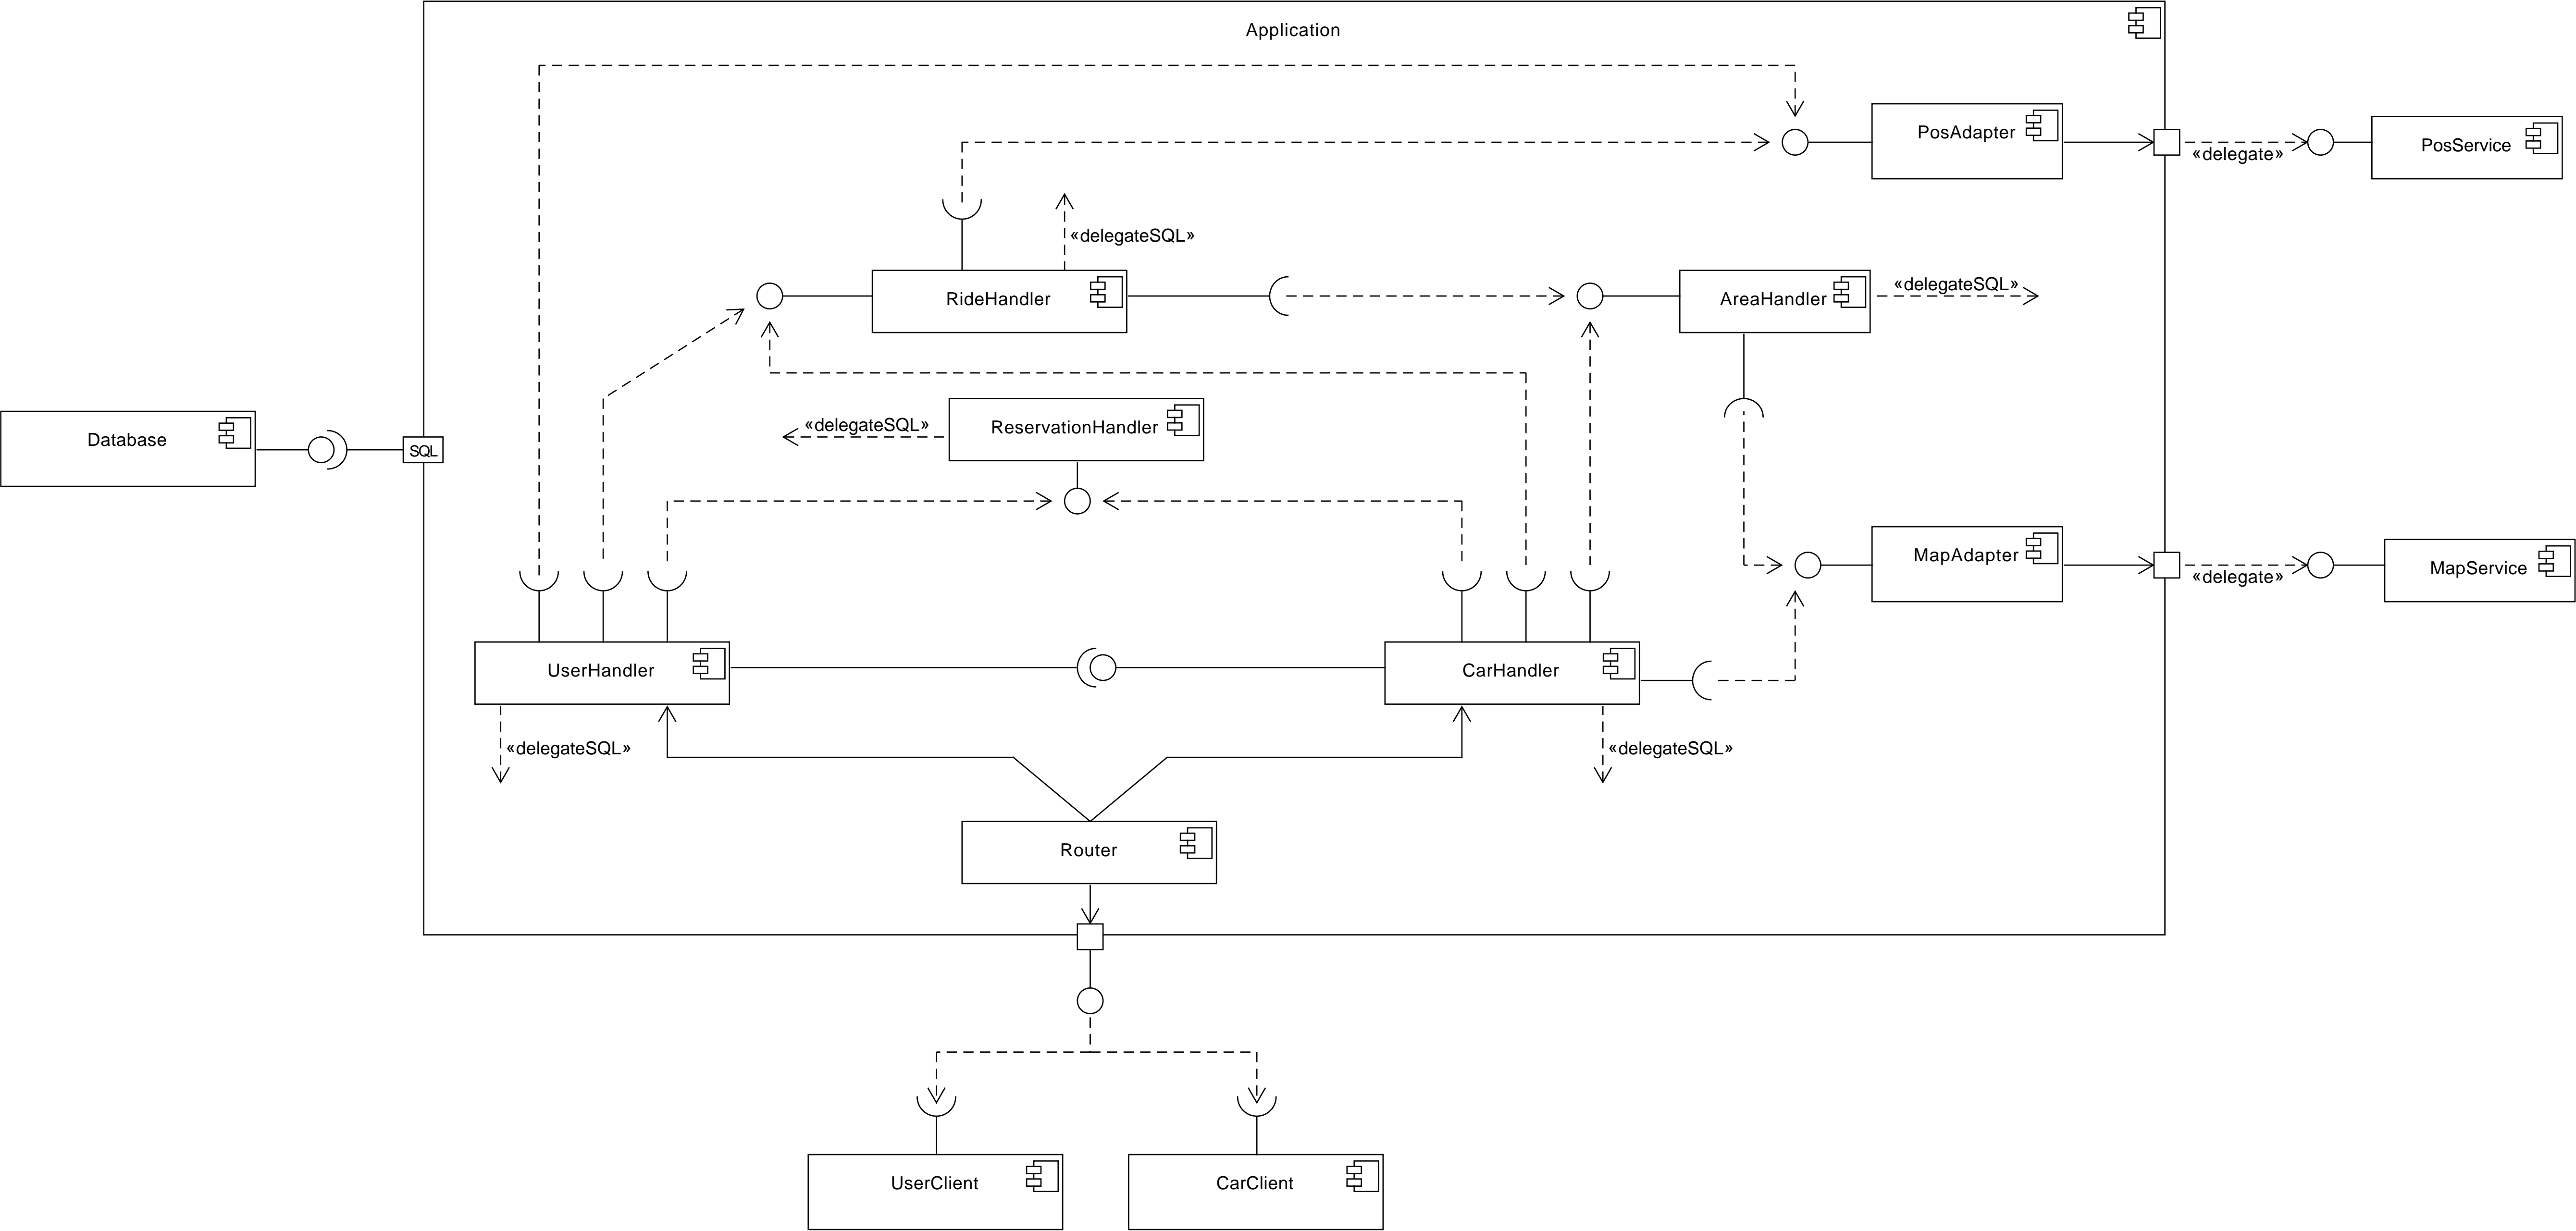 Application
PosAdapter
PosService
«delegate»
«delegateSQL»
RideHandler
AreaHandler
«delegateSQL»
Database
SQL
«delegateSQL»
ReservationHandler
MapAdapter
MapService
«delegate»
UserHandler
CarHandler
«delegateSQL»
«delegateSQL»
Router
UserClient
CarClient